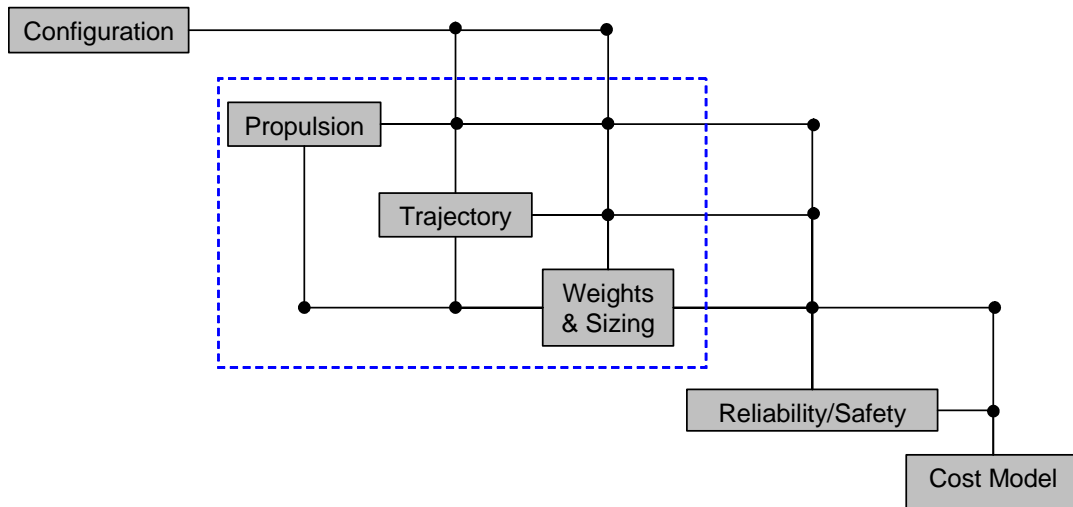 Configuration
Propulsion
Trajectory
Weights
& Sizing
Reliability/Safety
Cost Model